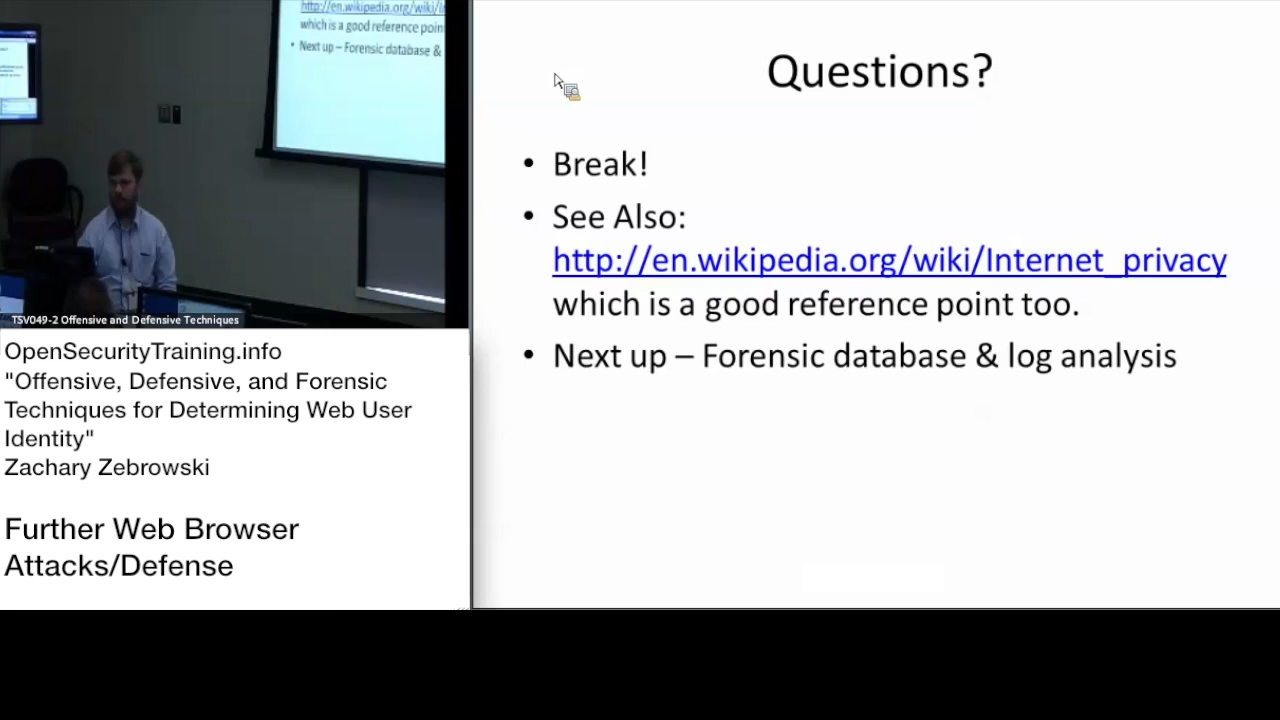 http://en.wikipedia.org/wiki/I
which is a good reference poin
• Next up – Forensic database &
TSV049-2 Offensive and Defensive Techniques
OpenSecurityTraining.info
"Offensive, Defensive, and Forensic
Techniques for Determining Web User
Identity"
Zachary Zebrowski
Further Web Browser
Attacks/Defense
Questions?
• Break!
• See Also:
http://en.wikipedia.org/wiki/Internet_privacy
which is a good reference point too.
• Next up – Forensic database & log analysis